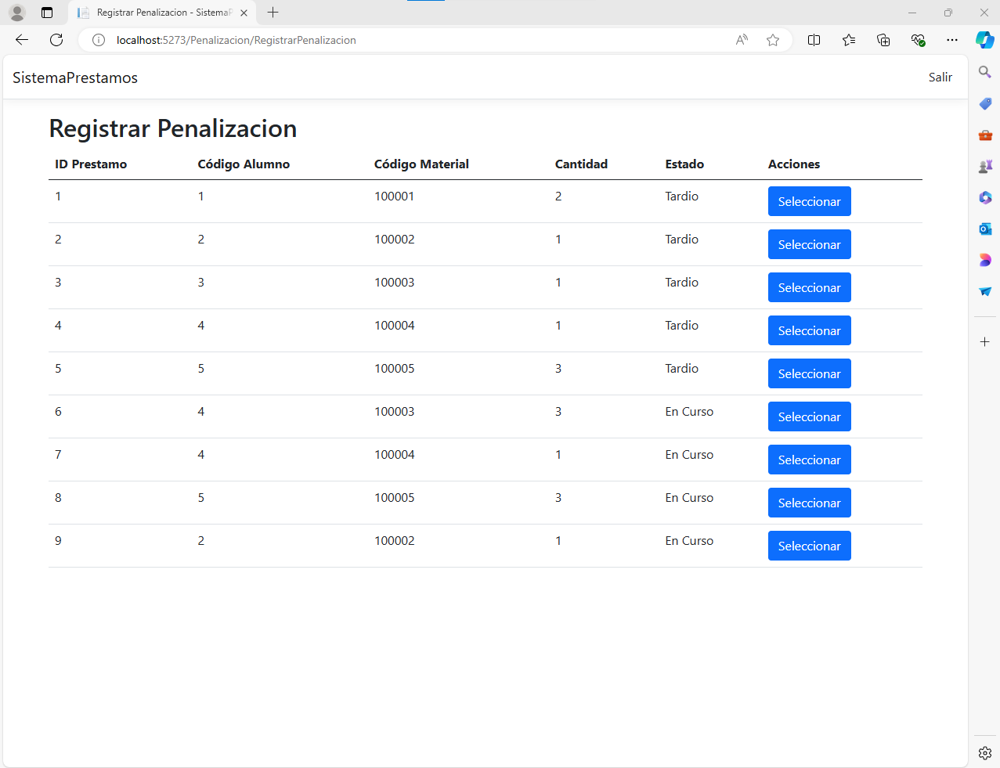 Registrar Penalizacion - SistemaP
localhost:5273/Penalizacion/RegistrarPenalizacion
SistemaPrestamos Salir
Registrar Penalizacion
ID Prestamo Código Alumno Código Material Cantidad Estado Acciones
1 1 100001 2 Tardio Seleccionar
2 2 100002 1 Tardio Seleccionar
3 3 100003 1 Tardio Seleccionar
4 4 100004 1 Tardio Seleccionar
5 5 100005 3 Tardio Seleccionar
6 4 100003 3 En Curso Seleccionar
7 4 100004 1 En Curso Seleccionar
8 5 100005 3 En Curso Seleccionar
9 2 100002 1 En Curso Seleccionar